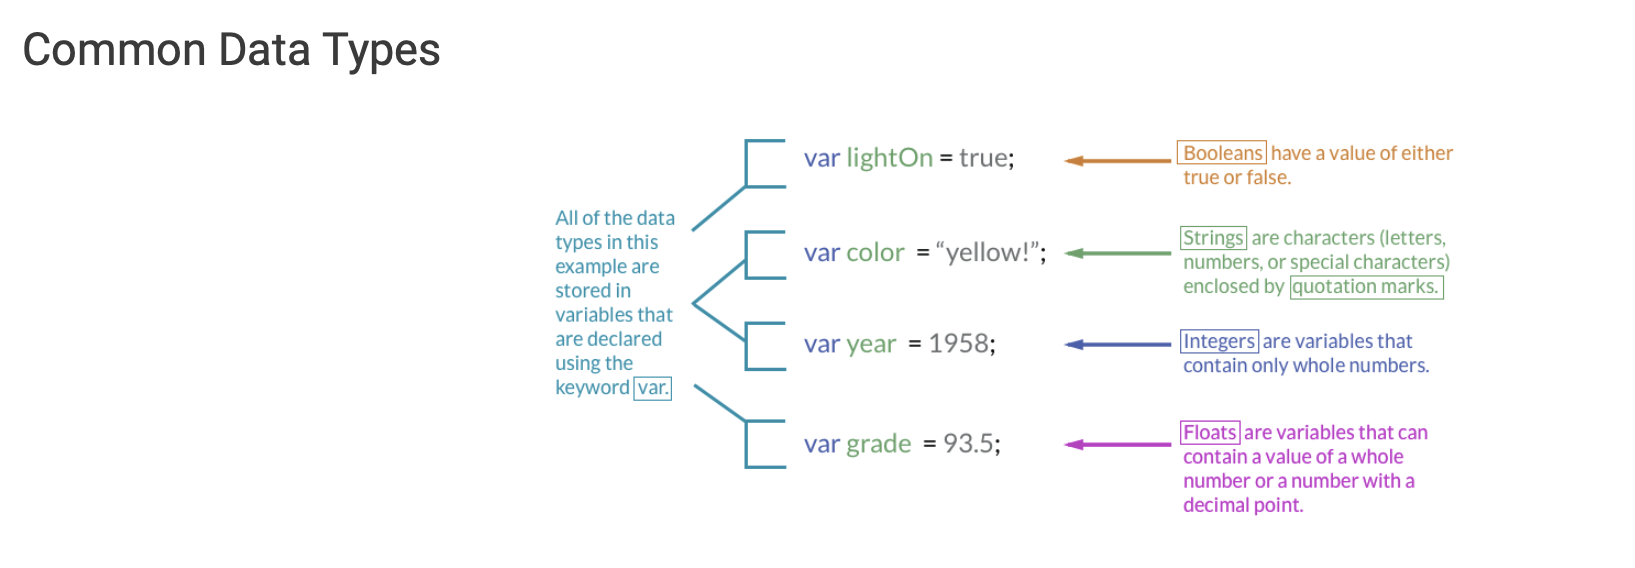 Common Data Types
All of the data
types in this
example are
stored in
variables that
are declared
using the
keyword var.
var lightOn = true;
var color = “yellow!”;
var year = 1958;
var grade = 93.5;
Booleans have a value of either
true or false.
Strings are characters (letters,
numbers, or special characters)
enclosed by quotation marks.
Integers are variables that
contain only whole numbers.
Floats are variables that can
contain a value of a whole
number or a number with a
decimal point.